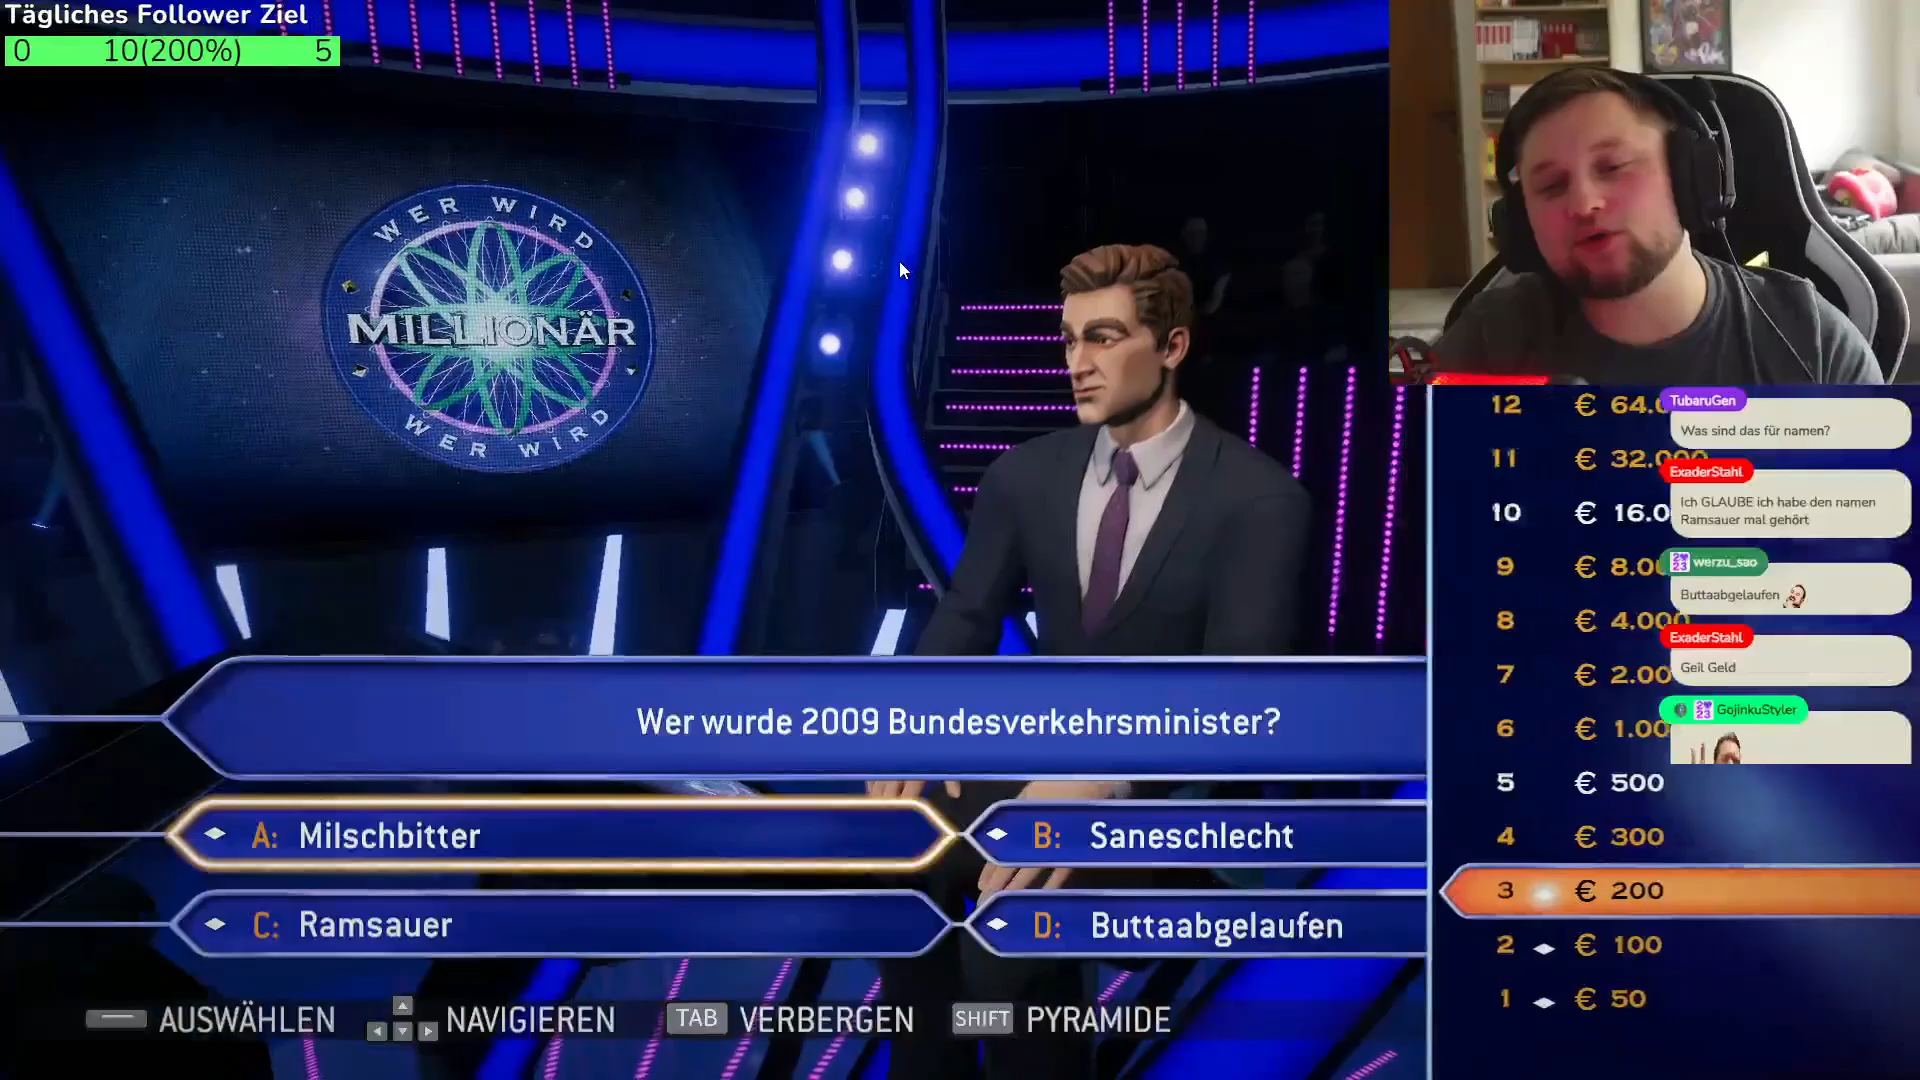 Tägliches Follower Ziel
0 10(200%) 5
WER WIRD
MILLIONÄR
WER WIRD
12 € 64.0
TubaruGen
Was sind das für namen?
11 € 32.000
ExaderStahl
Ich GLAUBE ich habe den namen
Ramsauer mal gehört
10 € 16.0
9 € 8.00
werzu_sao
Buttaabgelaufen
8 € 4.000
ExaderStahl
Geil Geld
7 € 2.00
6 € 1.00
GojinkuStyler
5 € 500
4 € 300
3 € 200
2 € 100
1 € 50
Wer wurde 2009 Bundesverkehrsminister?
A: Milschbitter
B: Saneschlecht
C: Ramsauer
D: Buttaabgelaufen
AUSWÄHLEN NAVIGIEREN TAB VERBERGEN SHIFT PYRAMIDE